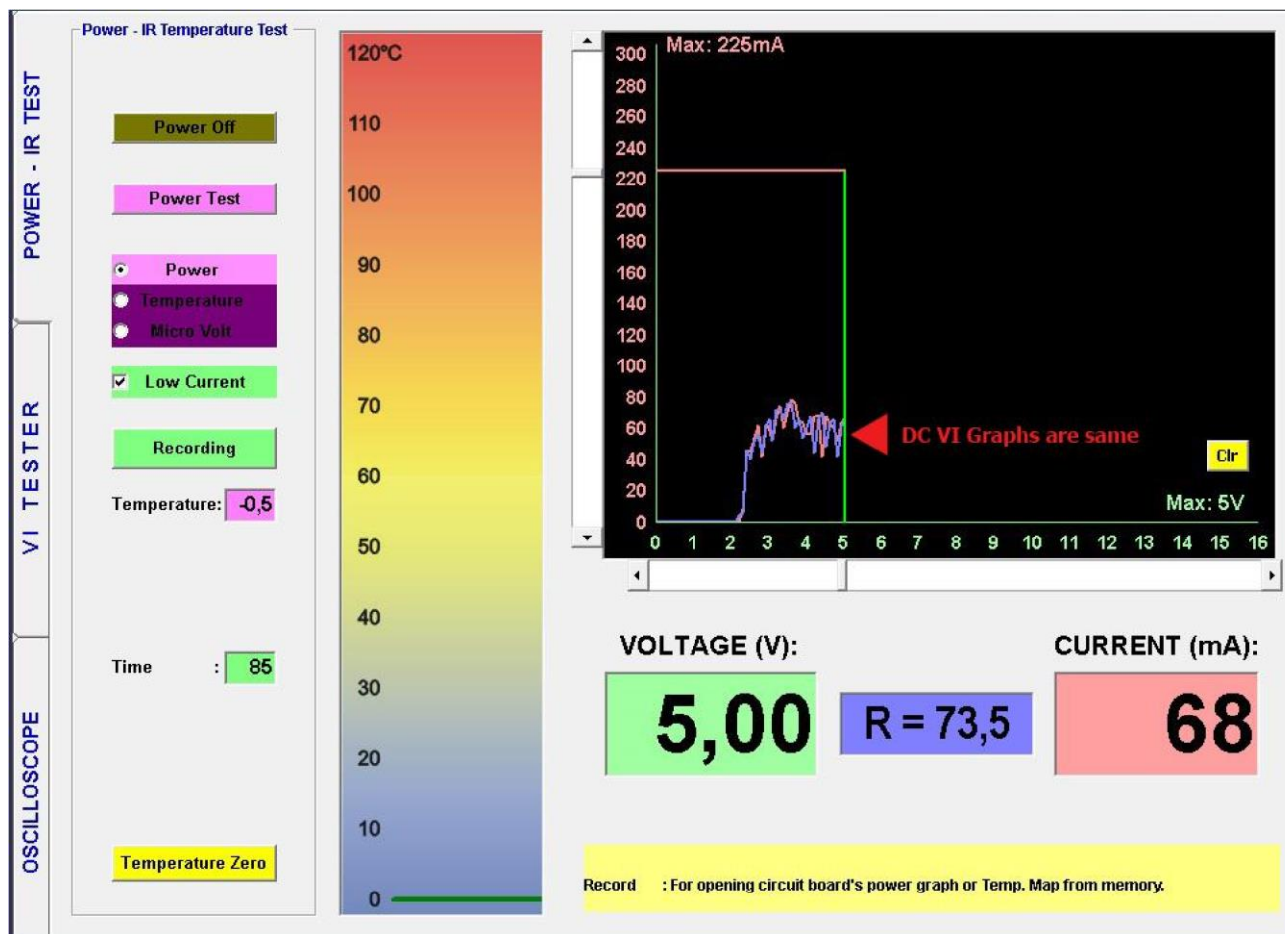 POWER - IR TEST
VI TESTER
OSCILLOSCOPE
Power - IR Temperature Test
Power Off
Power Test
Power
Temperature
Micro Volt
Low Current
Recording
Temperature: -0,5
Time : 85
Temperature Zero
120°C
110
100
90
80
70
60
50
40
30
20
10
0
Max: 225mA
300
280
260
240
220
200
180
160
140
120
100
80
60
40
20
0
DC VI Graphs are same
Clr
Max: 5V
0 1 2 3 4 5 6 7 8 9 10 11 12 13 14 15 16
VOLTAGE (V): CURRENT (mA):
5,00 R = 73,5 68
Record : For opening circuit board's power graph or Temp. Map from memory.